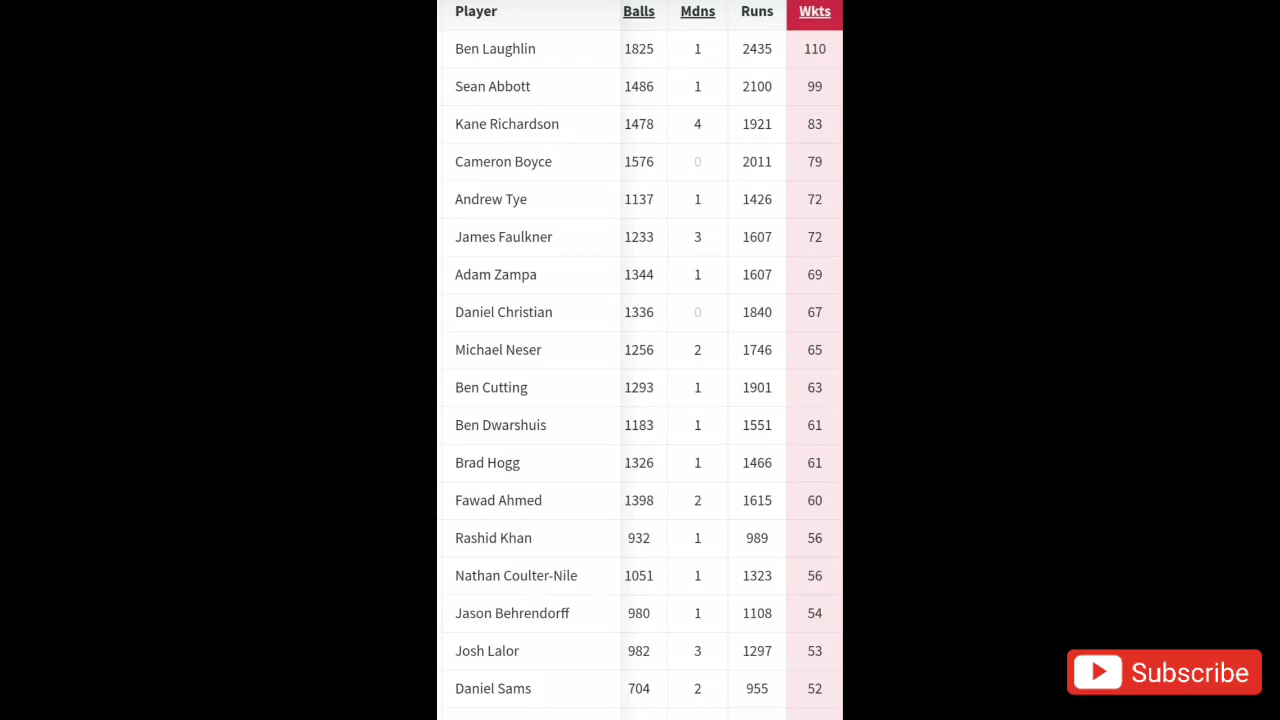 Player Balls Mdns Runs Wkts
Ben Laughlin 1825 1 2435 110
Sean Abbott 1486 1 2100 99
Kane Richardson 1478 4 1921 83
Cameron Boyce 1576 0 2011 79
Andrew Tye 1137 1 1426 72
James Faulkner 1233 3 1607 72
Adam Zampa 1344 1 1607 69
Daniel Christian 1336 0 1840 67
Michael Neser 1256 2 1746 65
Ben Cutting 1293 1 1901 63
Ben Dwarshuis 1183 1 1551 61
Brad Hogg 1326 1 1466 61
Fawad Ahmed 1398 2 1615 60
Rashid Khan 932 1 989 56
Nathan Coulter-Nile 1051 1 1323 56
Jason Behrendorff 980 1 1108 54
Josh Lalor 982 3 1297 53
Daniel Sams 704 2 955 52
Subscribe